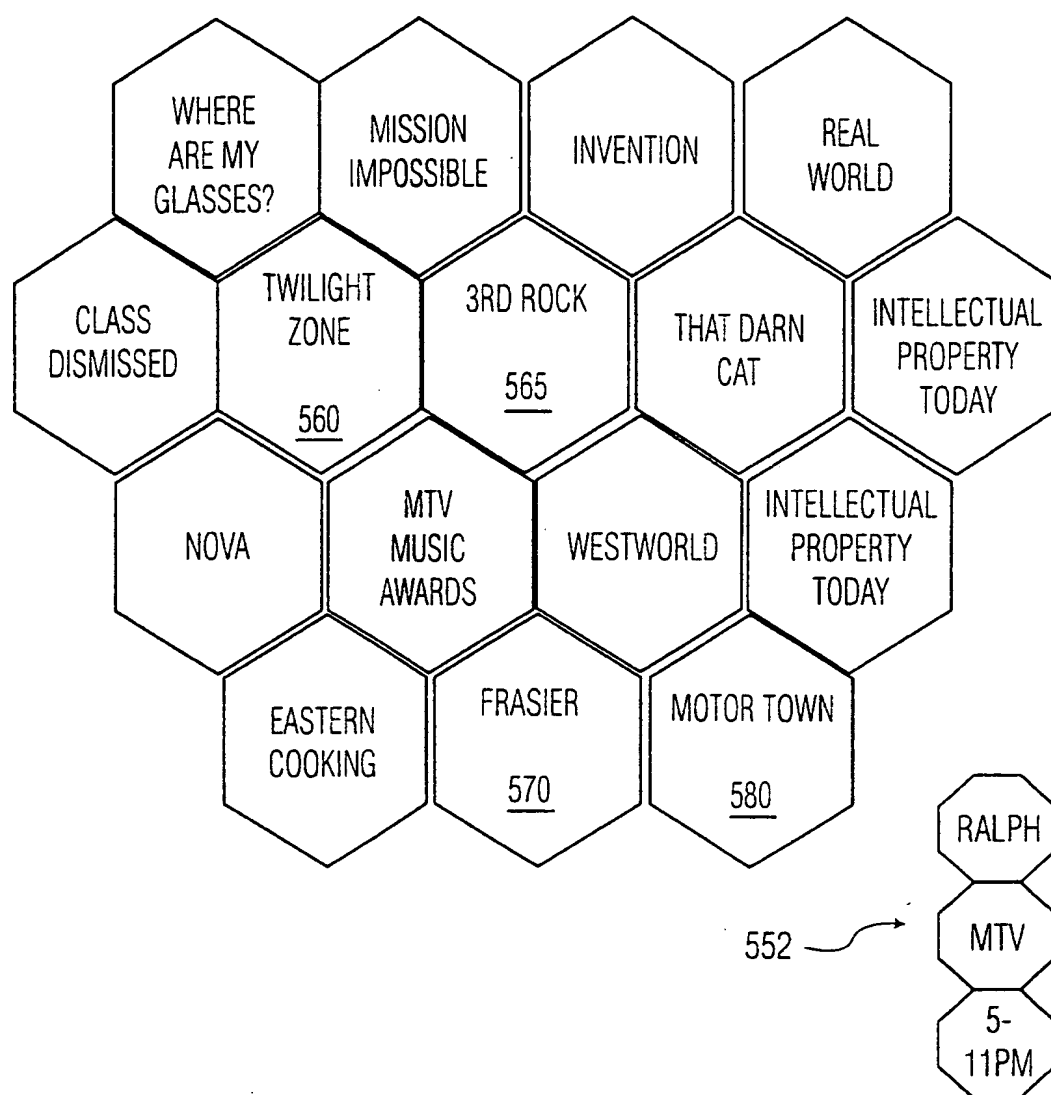 WHERE
ARE MY
GLASSES?
MISSION
IMPOSSIBLE
INVENTION
REAL
WORLD
CLASS
DISMISSED
TWILIGHT
ZONE
560
3RD ROCK
565
THAT DARN
CAT
INTELLECTUAL
PROPERTY
TODAY
NOVA
MTV
MUSIC
AWARDS
WESTWORLD
INTELLECTUAL
PROPERTY
TODAY
EASTERN
COOKING
FRASIER
570
MOTOR TOWN
580
552
RALPH
MTV
5-
11PM